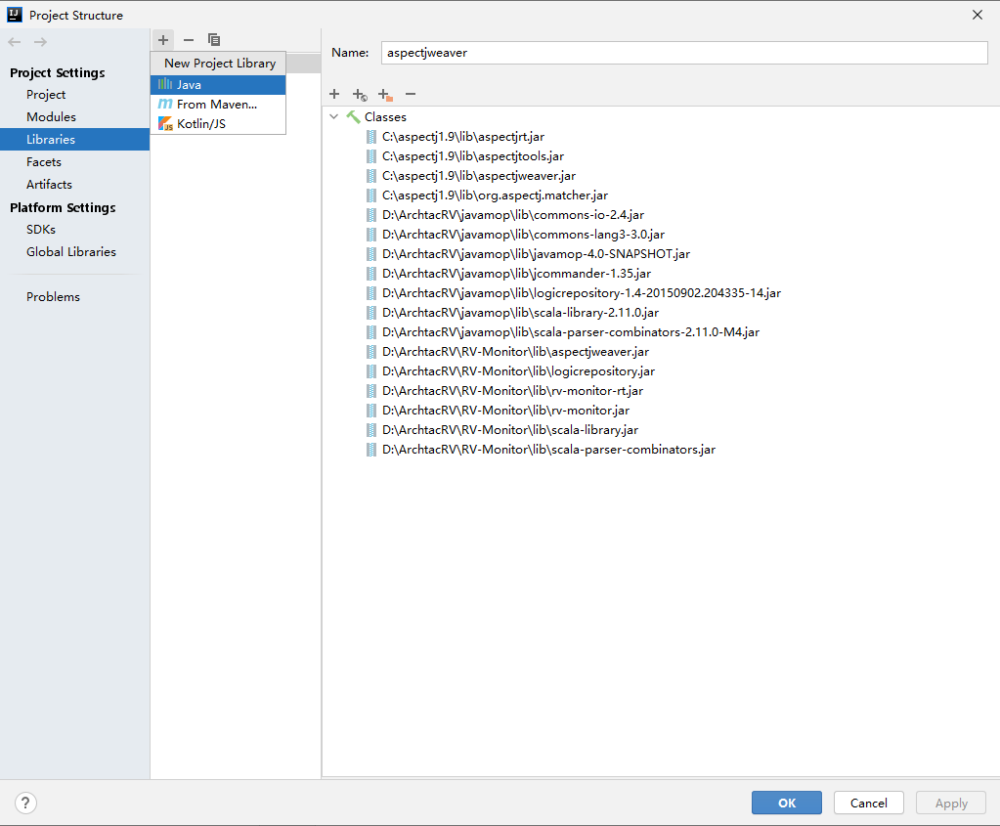 Project Structure
Project Settings
Project
Modules
Libraries
Facets
Artifacts
Platform Settings
SDKs
Global Libraries
Problems
New Project Library
Java
From Maven...
Kotlin/JS
Name: aspectjweaver
Classes
C:\aspectj1.9\lib\aspectjrt.jar
C:\aspectj1.9\lib\aspectjtools.jar
C:\aspectj1.9\lib\aspectjweaver.jar
C:\aspectj1.9\lib\org.aspectj.matcher.jar
D:\ArchtacRV\javamop\lib\commons-io-2.4.jar
D:\ArchtacRV\javamop\lib\commons-lang3-3.0.jar
D:\ArchtacRV\javamop\lib\javamop-4.0-SNAPSHOT.jar
D:\ArchtacRV\javamop\lib\jcommander-1.35.jar
D:\ArchtacRV\javamop\lib\logicrepository-1.4-20150902.204335-14.jar
D:\ArchtacRV\javamop\lib\scala-library-2.11.0.jar
D:\ArchtacRV\javamop\lib\scala-parser-combinators-2.11.0-M4.jar
D:\ArchtacRV\RV-Monitor\lib\aspectjweaver.jar
D:\ArchtacRV\RV-Monitor\lib\logicrepository.jar
D:\ArchtacRV\RV-Monitor\lib\rv-monitor-rt.jar
D:\ArchtacRV\RV-Monitor\lib\rv-monitor.jar
D:\ArchtacRV\RV-Monitor\lib\scala-library.jar
D:\ArchtacRV\RV-Monitor\lib\scala-parser-combinators.jar
?
OK
Cancel
Apply